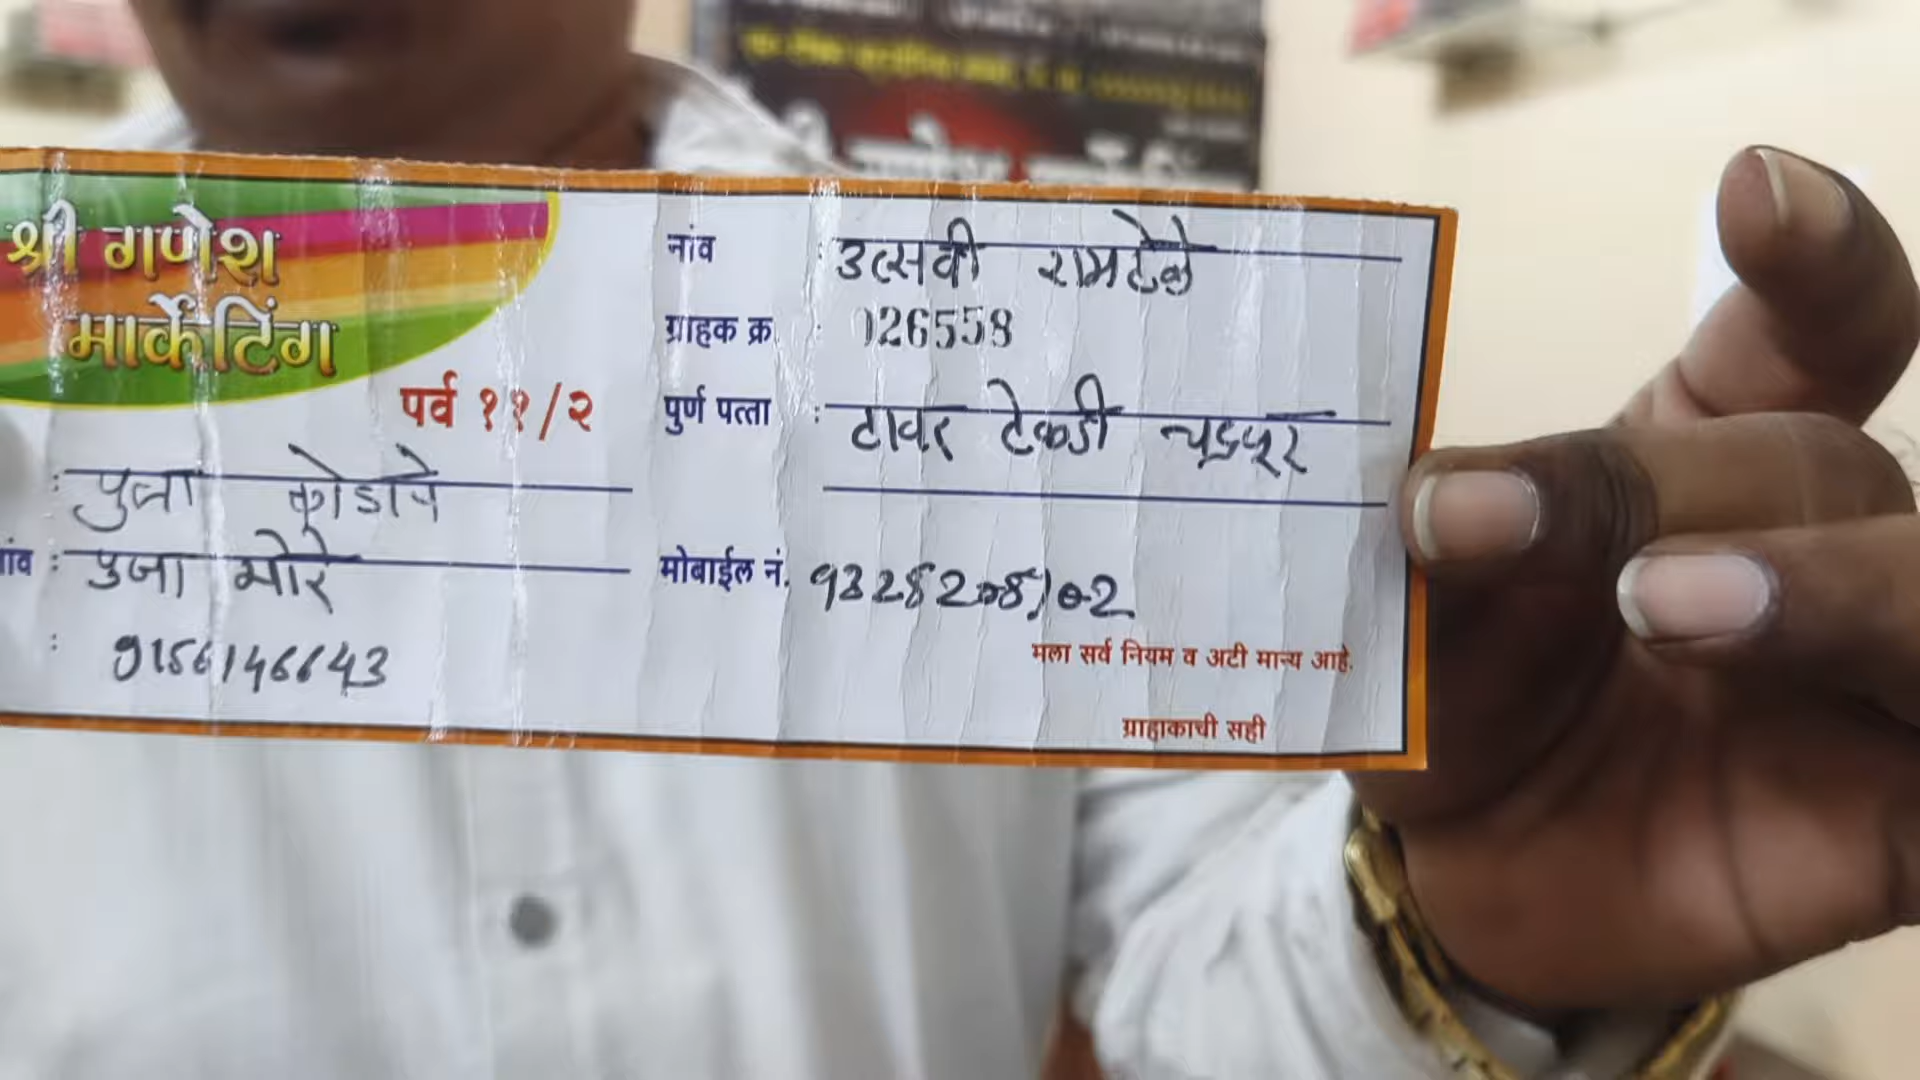 श्री गणेश
मार्केटिंग
पर्व ११/२
पुजा कोडापे
गांव : पुजा मोरे
: 9156146643
नांव : उत्सवी रामटेके
ग्राहक क्र. : 026558
पुर्ण पत्ता : टावर टेकडी चंद्रपूर
मोबाईल नं.
मला सर्व नियम व अटी मान्य आहे.
ग्राहाकाची सही